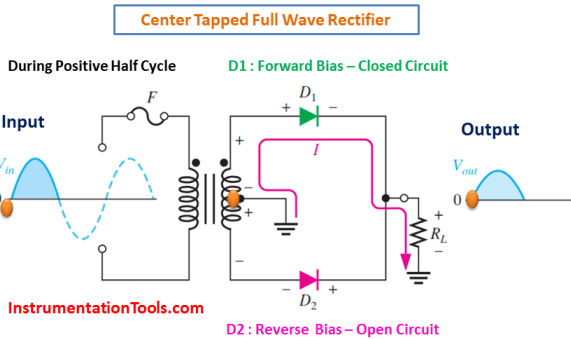 Center Tapped Full Wave Rectifier
During Positive Half Cycle
D1 : Forward Bias – Closed Circuit
F
D1
+ –
Input
Output
Vin
+
I
Vout
–
+
0
+
RL
–
–
– +
D2
InstrumentationTools.com
D2 : Reverse Bias – Open Circuit